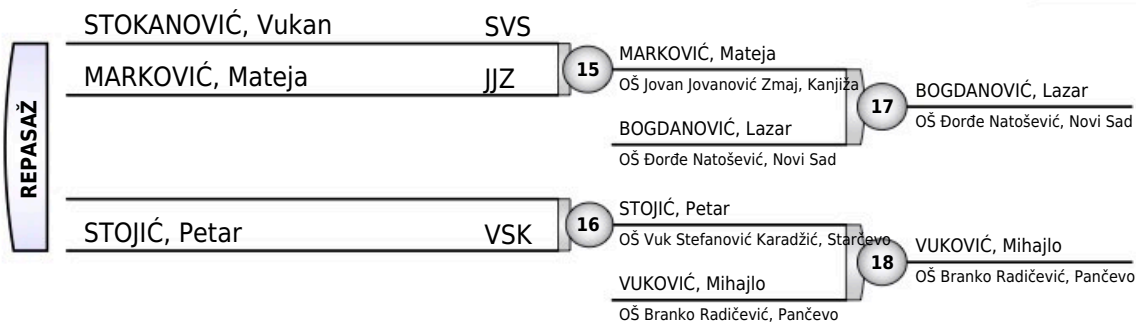 REPASAŽ
STOKANOVIĆ, Vukan SVS
MARKOVIĆ, Mateja JJZ
15
MARKOVIĆ, Mateja
OŠ Jovan Jovanović Zmaj, Kanjiža
BOGDANOVIĆ, Lazar
OŠ Đorđe Natošević, Novi Sad
17
BOGDANOVIĆ, Lazar
OŠ Đorđe Natošević, Novi Sad
STOJIĆ, Petar VSK
16
STOJIĆ, Petar
OŠ Vuk Stefanović Karadžić, Starčevo
VUKOVIĆ, Mihajlo
OŠ Branko Radičević, Pančevo
18
VUKOVIĆ, Mihajlo
OŠ Branko Radičević, Pančevo